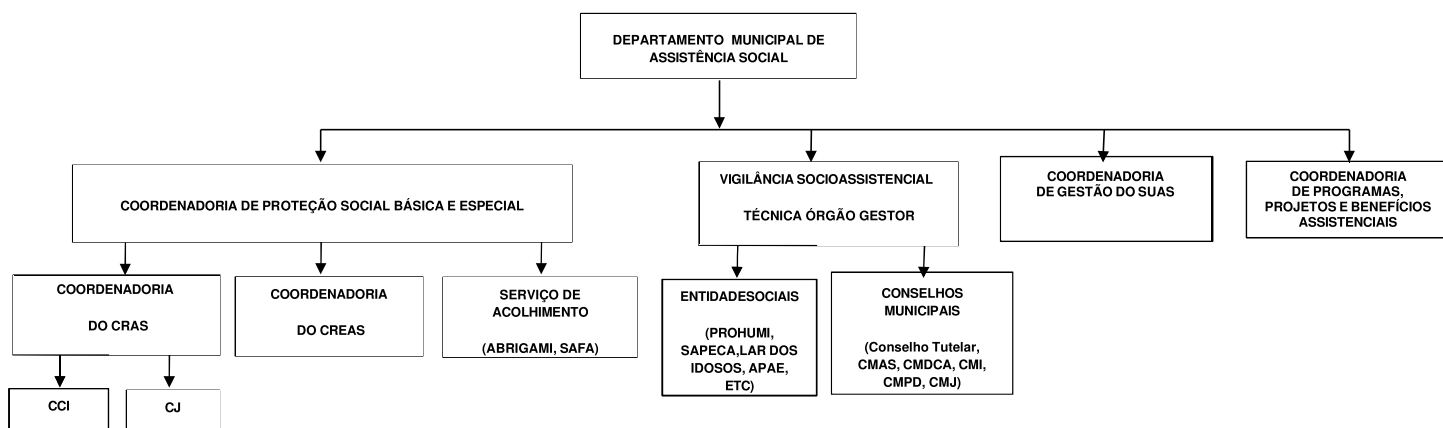 DEPARTAMENTO MUNICIPAL DE
ASSISTÊNCIA SOCIAL
COORDENADORIA DE PROTEÇÃO SOCIAL BÁSICA E ESPECIAL
VIGILÂNCIA SOCIOASSISTENCIAL
TÉCNICA ÓRGÃO GESTOR
COORDENADORIA
DE GESTÃO DO SUAS
COORDENADORIA
DE PROGRAMAS,
PROJETOS E BENEFÍCIOS
ASSISTENCIAIS
COORDENADORIA
DO CRAS
COORDENADORIA
DO CREAS
SERVIÇO DE
ACOLHIMENTO
(ABRIGAMI, SAFA)
ENTIDADESOCIAIS
(PROHUMI,
SAPECA,LAR DOS
IDOSOS, APAE,
ETC)
CONSELHOS
MUNICIPAIS
(Conselho Tutelar,
CMAS, CMDCA, CMI,
CMPD, CMJ)
CCI
CJ